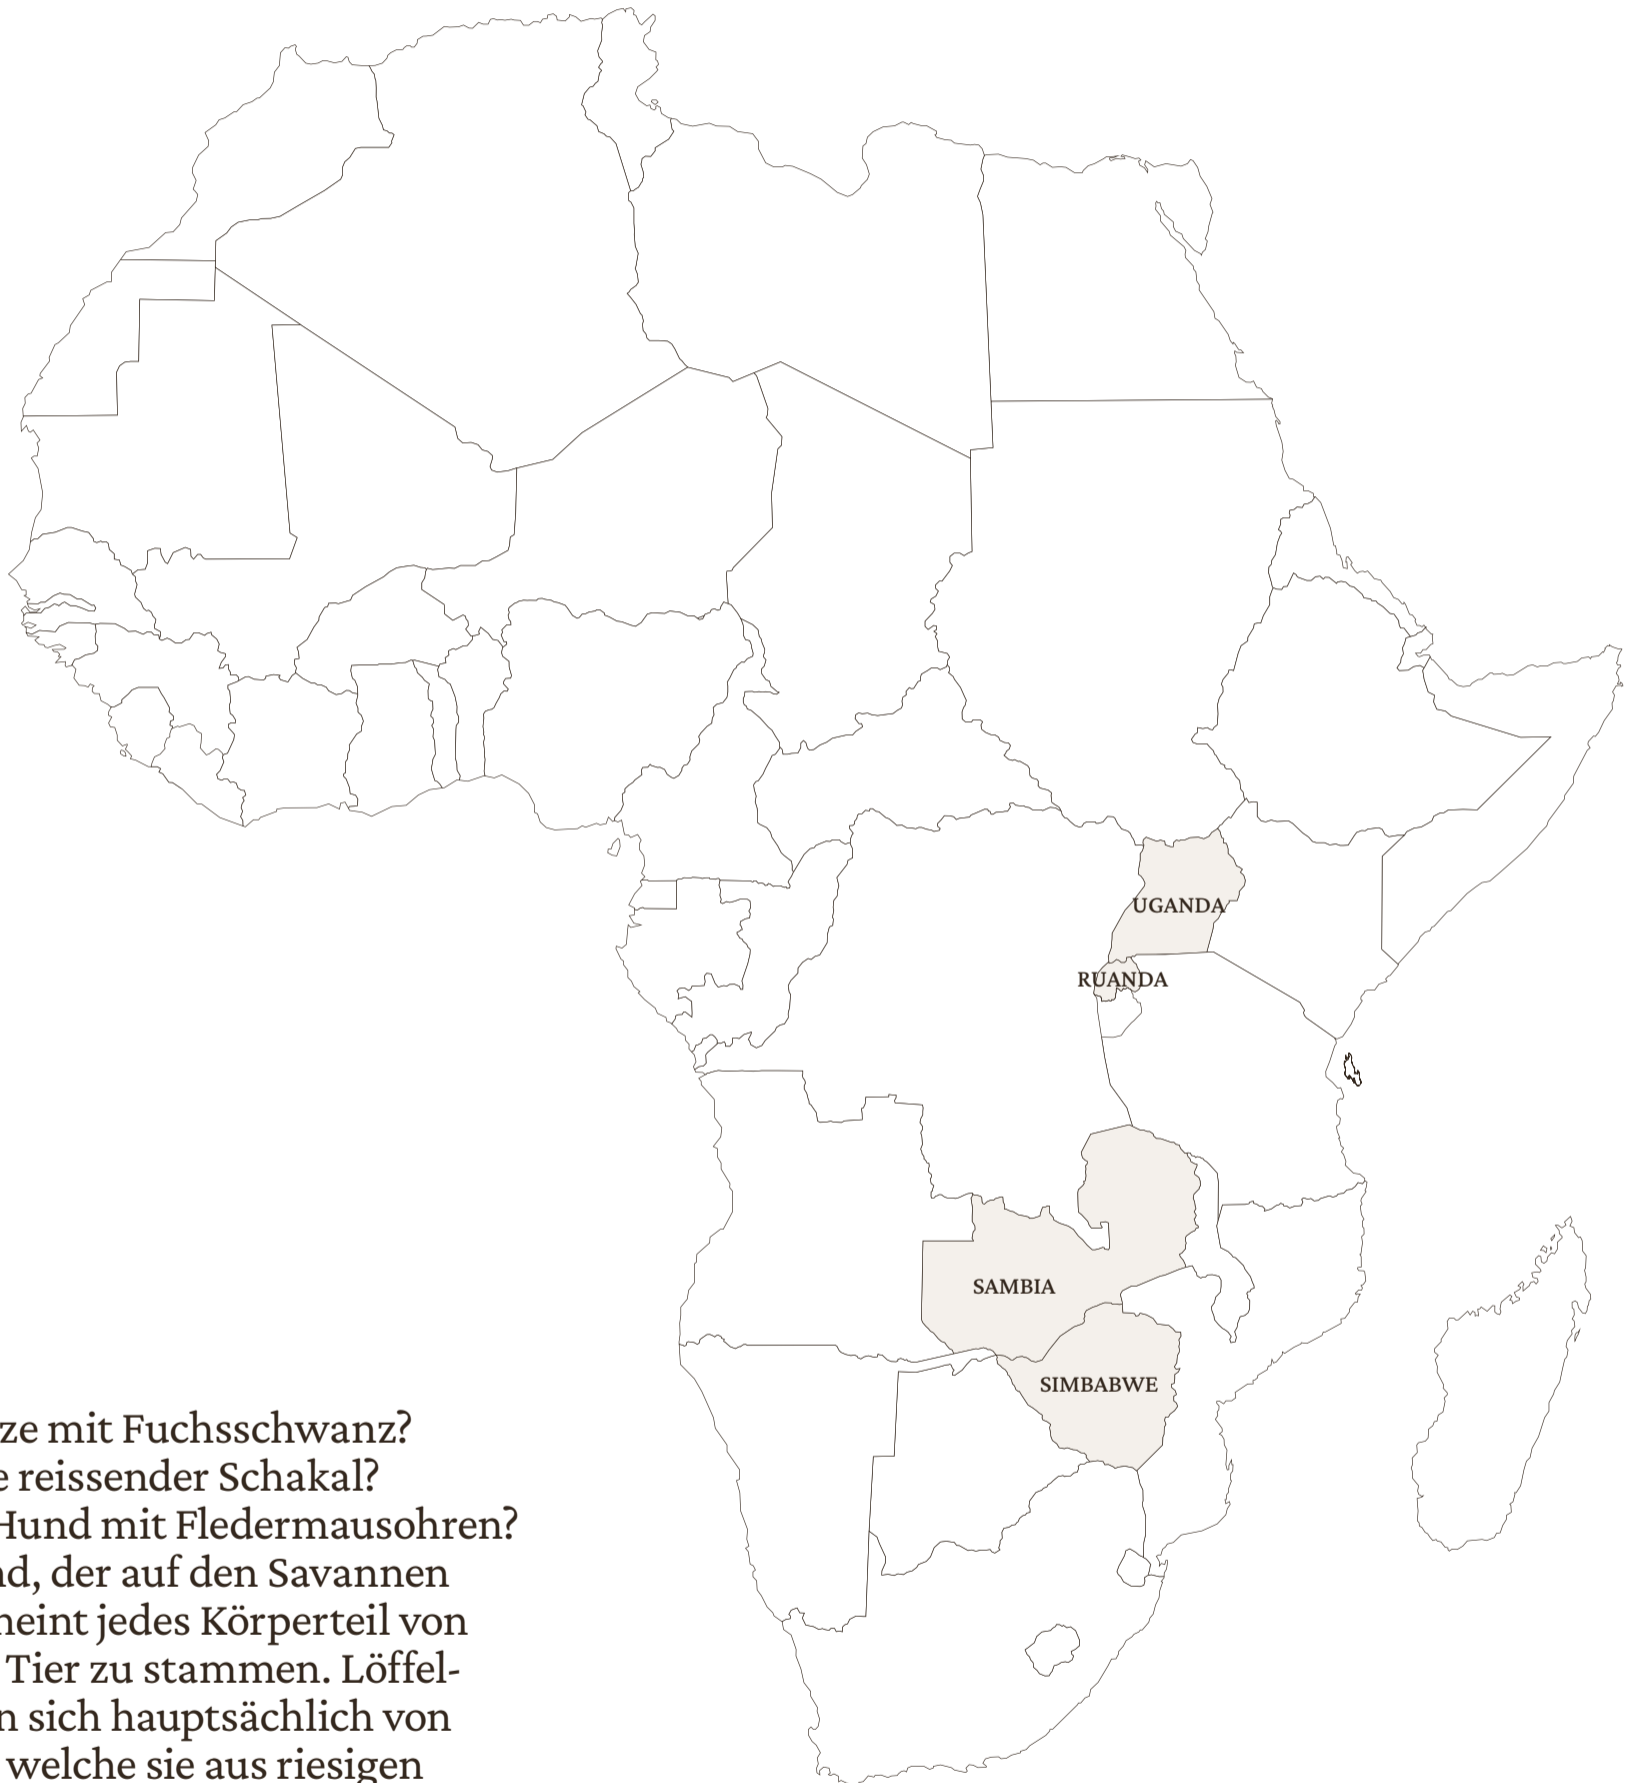 UGANDA
RUANDA
SAMBIA
SIMBABWE
ze mit Fuchsschwanz?
e reissender Schakal?
Hund mit Fledermausohren?
nd, der auf den Savannen
heint jedes Körperteil von
Tier zu stammen. Löffel-
n sich hauptsächlich von
welche sie aus riesigen